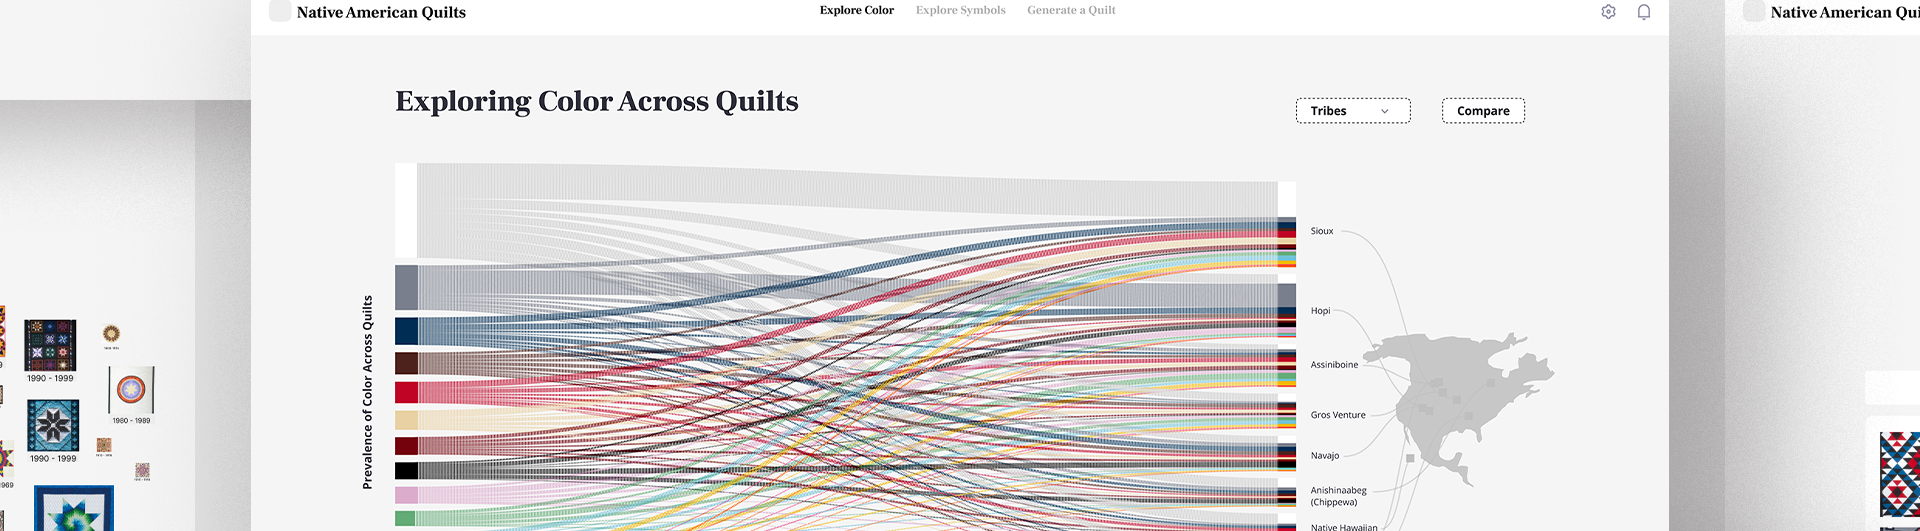 Native American Quilts
Explore Color
Explore Symbols
Generate a Quilt
Native American Qui
Exploring Color Across Quilts
Tribes
Compare
Prevalence of Color Across Quilts
Sioux
Hopi
Assiniboine
Gros Venture
Navajo
Anishinaabeg
(Chippewa)
Native Hawaiian
1990 - 1999
1980 - 1989
1990 - 1999
1969